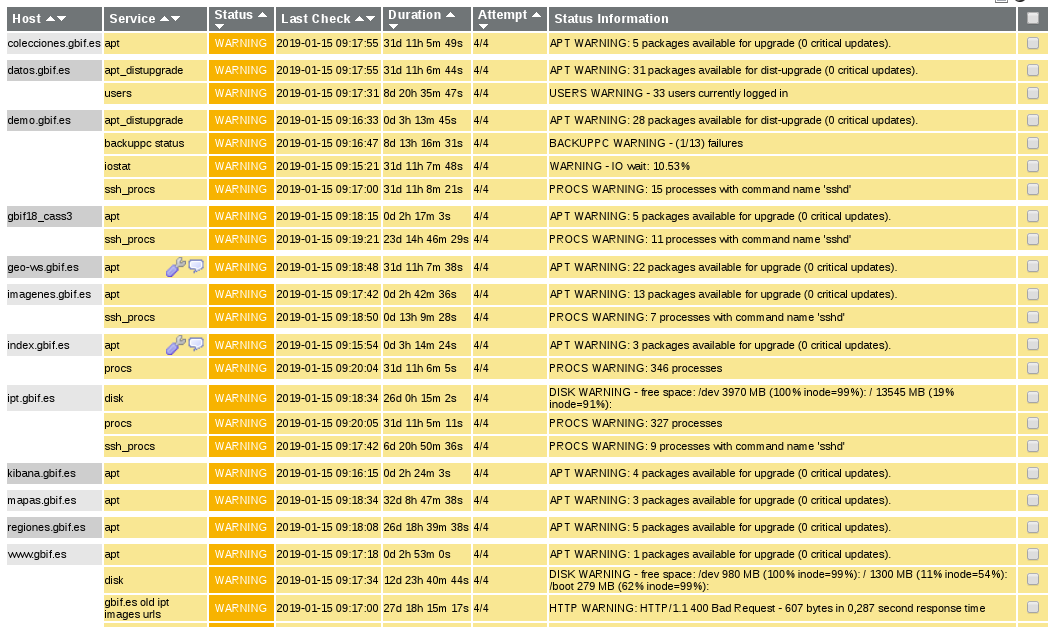 Host Service Status Last Check Duration Attempt Status Information
colecciones.gbif.es apt WARNING 2019-01-15 09:17:55 31d 11h 5m 49s 4/4 APT WARNING: 5 packages available for upgrade (0 critical updates).
datos.gbif.es apt_distupgrade WARNING 2019-01-15 09:17:55 31d 11h 6m 44s 4/4 APT WARNING: 31 packages available for dist-upgrade (0 critical updates).
users WARNING 2019-01-15 09:17:31 8d 20h 35m 47s 4/4 USERS WARNING - 33 users currently logged in
demo.gbif.es apt_distupgrade WARNING 2019-01-15 09:16:33 0d 3h 13m 45s 4/4 APT WARNING: 28 packages available for dist-upgrade (0 critical updates).
backuppc status WARNING 2019-01-15 09:16:47 8d 13h 16m 31s 4/4 BACKUPPC WARNING - (1/13) failures
iostat WARNING 2019-01-15 09:15:21 31d 11h 7m 48s 4/4 WARNING - IO wait: 10.53%
ssh_procs WARNING 2019-01-15 09:17:00 31d 11h 8m 21s 4/4 PROCS WARNING: 15 processes with command name 'sshd'
gbif18_cass3 apt WARNING 2019-01-15 09:18:15 0d 2h 17m 3s 4/4 APT WARNING: 5 packages available for upgrade (0 critical updates).
ssh_procs WARNING 2019-01-15 09:19:21 23d 14h 46m 29s 4/4 PROCS WARNING: 11 processes with command name 'sshd'
geo-ws.gbif.es apt WARNING 2019-01-15 09:18:48 31d 11h 7m 38s 4/4 APT WARNING: 22 packages available for upgrade (0 critical updates).
imagenes.gbif.es apt WARNING 2019-01-15 09:17:42 0d 2h 42m 36s 4/4 APT WARNING: 13 packages available for upgrade (0 critical updates).
ssh_procs WARNING 2019-01-15 09:18:50 0d 13h 9m 28s 4/4 PROCS WARNING: 7 processes with command name 'sshd'
index.gbif.es apt WARNING 2019-01-15 09:15:54 0d 3h 14m 24s 4/4 APT WARNING: 3 packages available for upgrade (0 critical updates).
procs WARNING 2019-01-15 09:20:04 31d 11h 6m 5s 4/4 PROCS WARNING: 346 processes
ipt.gbif.es disk WARNING 2019-01-15 09:18:34 26d 0h 15m 2s 4/4 DISK WARNING - free space: /dev 3970 MB (100% inode=99%): / 13545 MB (19%
inode=91%):
procs WARNING 2019-01-15 09:20:05 31d 11h 5m 11s 4/4 PROCS WARNING: 327 processes
ssh_procs WARNING 2019-01-15 09:17:42 6d 20h 50m 36s 4/4 PROCS WARNING: 9 processes with command name 'sshd'
kibana.gbif.es apt WARNING 2019-01-15 09:16:15 0d 2h 24m 3s 4/4 APT WARNING: 4 packages available for upgrade (0 critical updates).
mapas.gbif.es apt WARNING 2019-01-15 09:18:34 32d 8h 47m 38s 4/4 APT WARNING: 3 packages available for upgrade (0 critical updates).
regiones.gbif.es apt WARNING 2019-01-15 09:18:08 26d 18h 39m 38s 4/4 APT WARNING: 5 packages available for upgrade (0 critical updates).
www.gbif.es apt WARNING 2019-01-15 09:17:18 0d 2h 53m 0s 4/4 APT WARNING: 1 packages available for upgrade (0 critical updates).
disk WARNING 2019-01-15 09:17:34 12d 23h 40m 44s 4/4 DISK WARNING - free space: /dev 980 MB (100% inode=99%): / 1300 MB (11% inode=54%):
/boot 279 MB (62% inode=99%):
gbif.es old ipt
images urls WARNING 2019-01-15 09:17:00 27d 18h 15m 17s 4/4 HTTP WARNING: HTTP/1.1 400 Bad Request - 607 bytes in 0,287 second response time